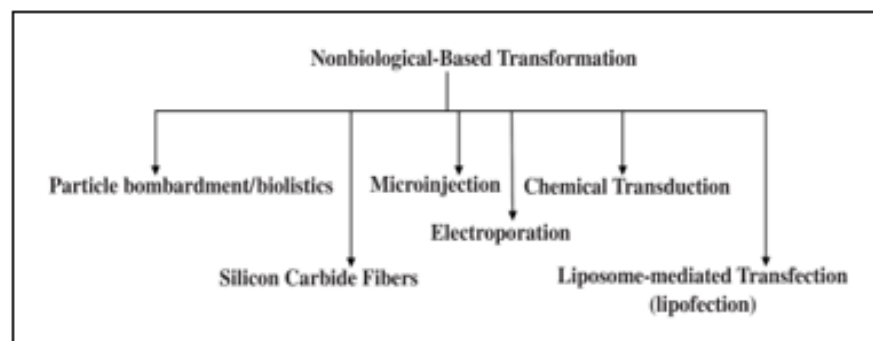 Nonbiological-Based Transformation
Particle bombardment/biolistics
Microinjection
Chemical Transduction
Electroporation
Silicon Carbide Fibers
Liposome-mediated Transfection
(lipofection)